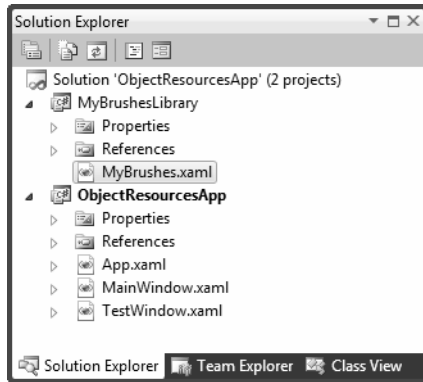 Solution Explorer
Solution 'ObjectResourcesApp' (2 projects)
C# MyBrushesLibrary
Properties
References
MyBrushes.xaml
C# ObjectResourcesApp
Properties
References
App.xaml
MainWindow.xaml
TestWindow.xaml
Solution Explorer Team Explorer Class View